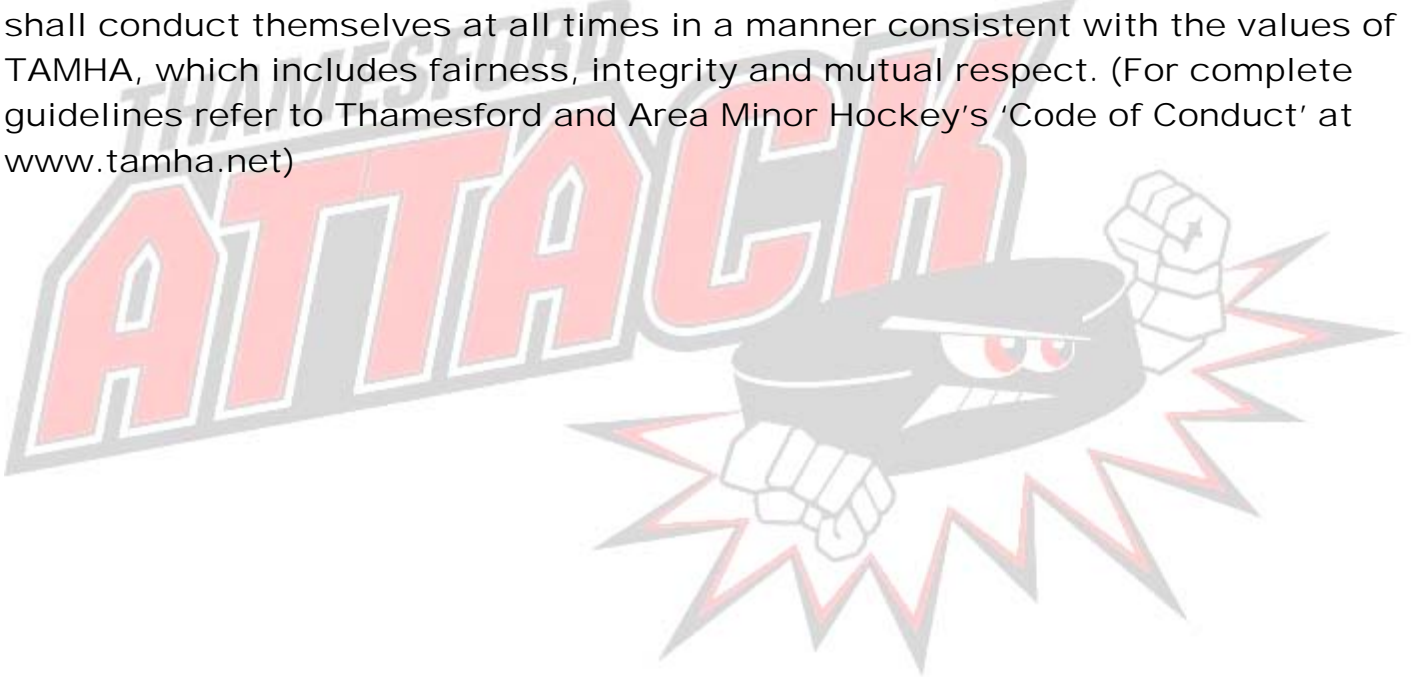 shall conduct themselves at all times in a manner consistent with the values of
TAMHA, which includes fairness, integrity and mutual respect. (For complete
guidelines refer to Thamesford and Area Minor Hockey's ‘Code of Conduct’ at
www.tamha.net)
THAMESFORD
ATTACK